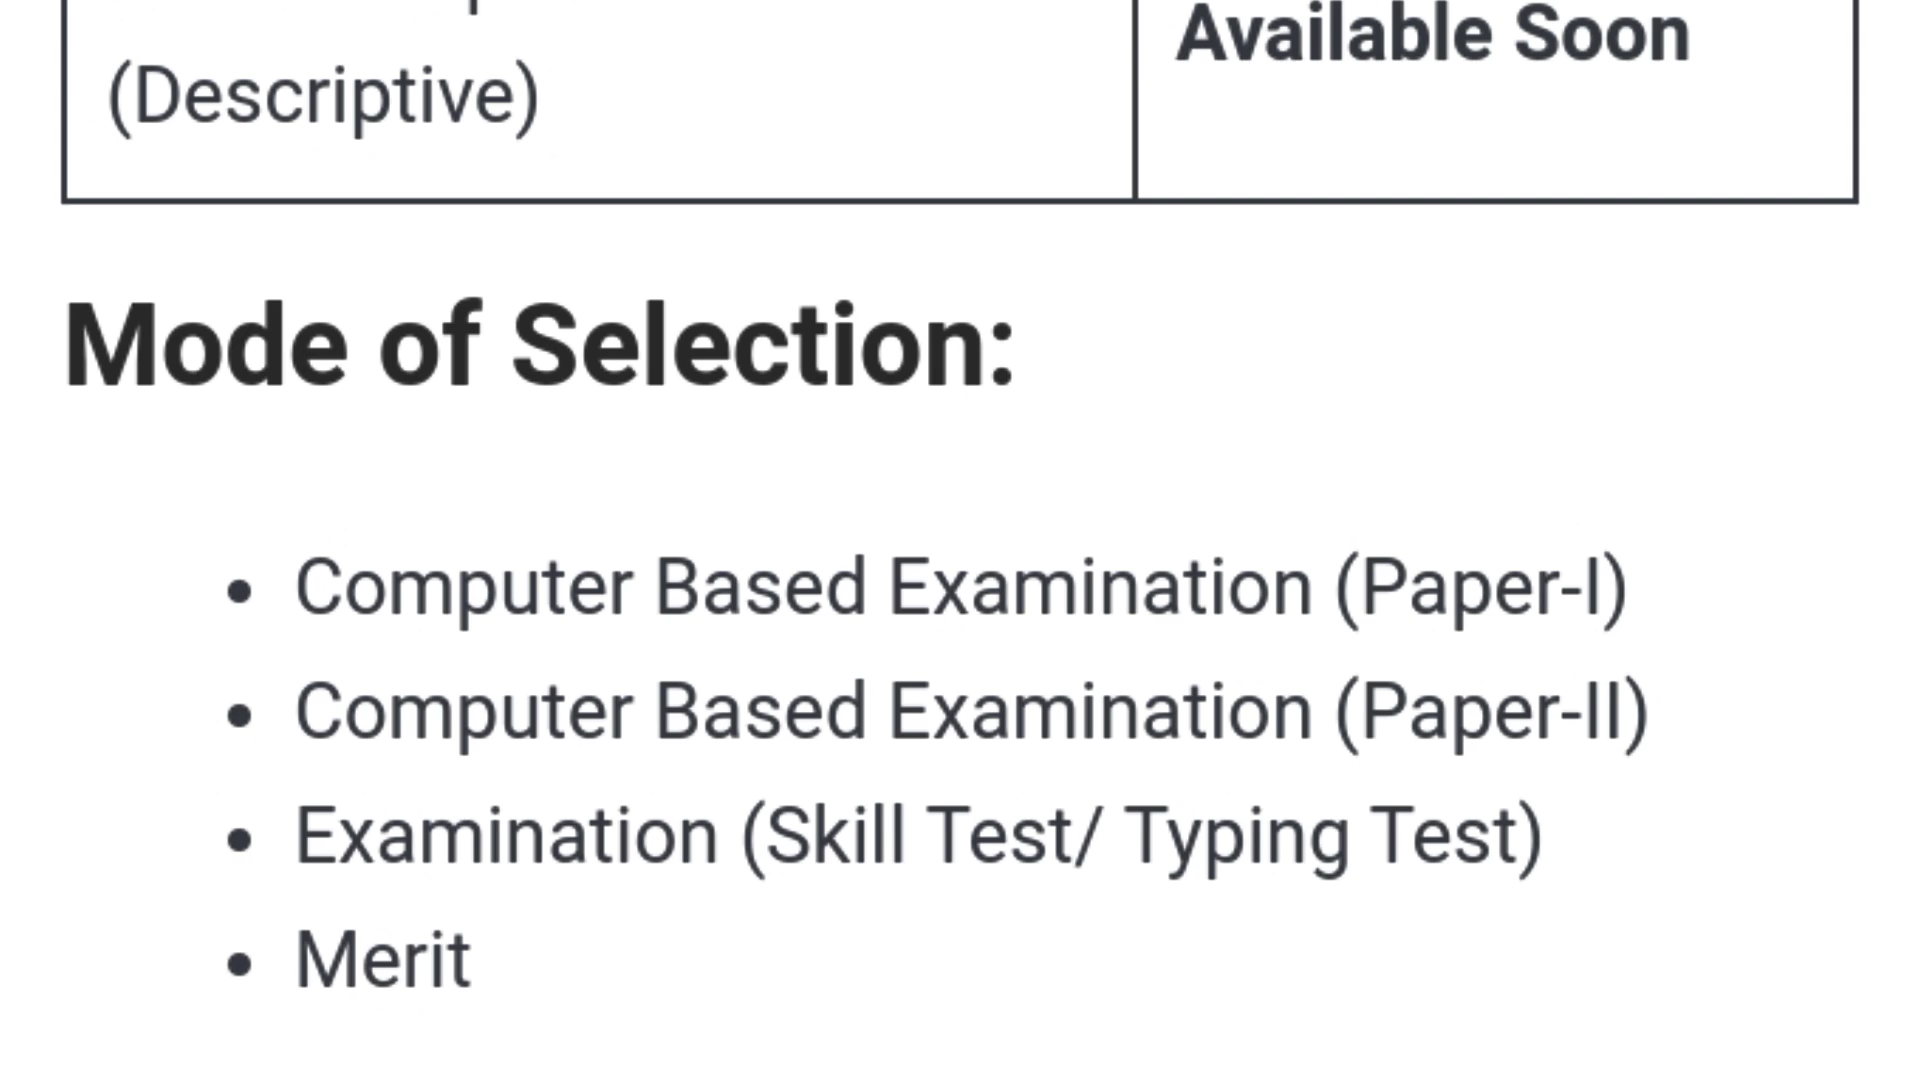 (Descriptive)
Available Soon
Mode of Selection:
• Computer Based Examination (Paper-I)
• Computer Based Examination (Paper-II)
• Examination (Skill Test/ Typing Test)
• Merit